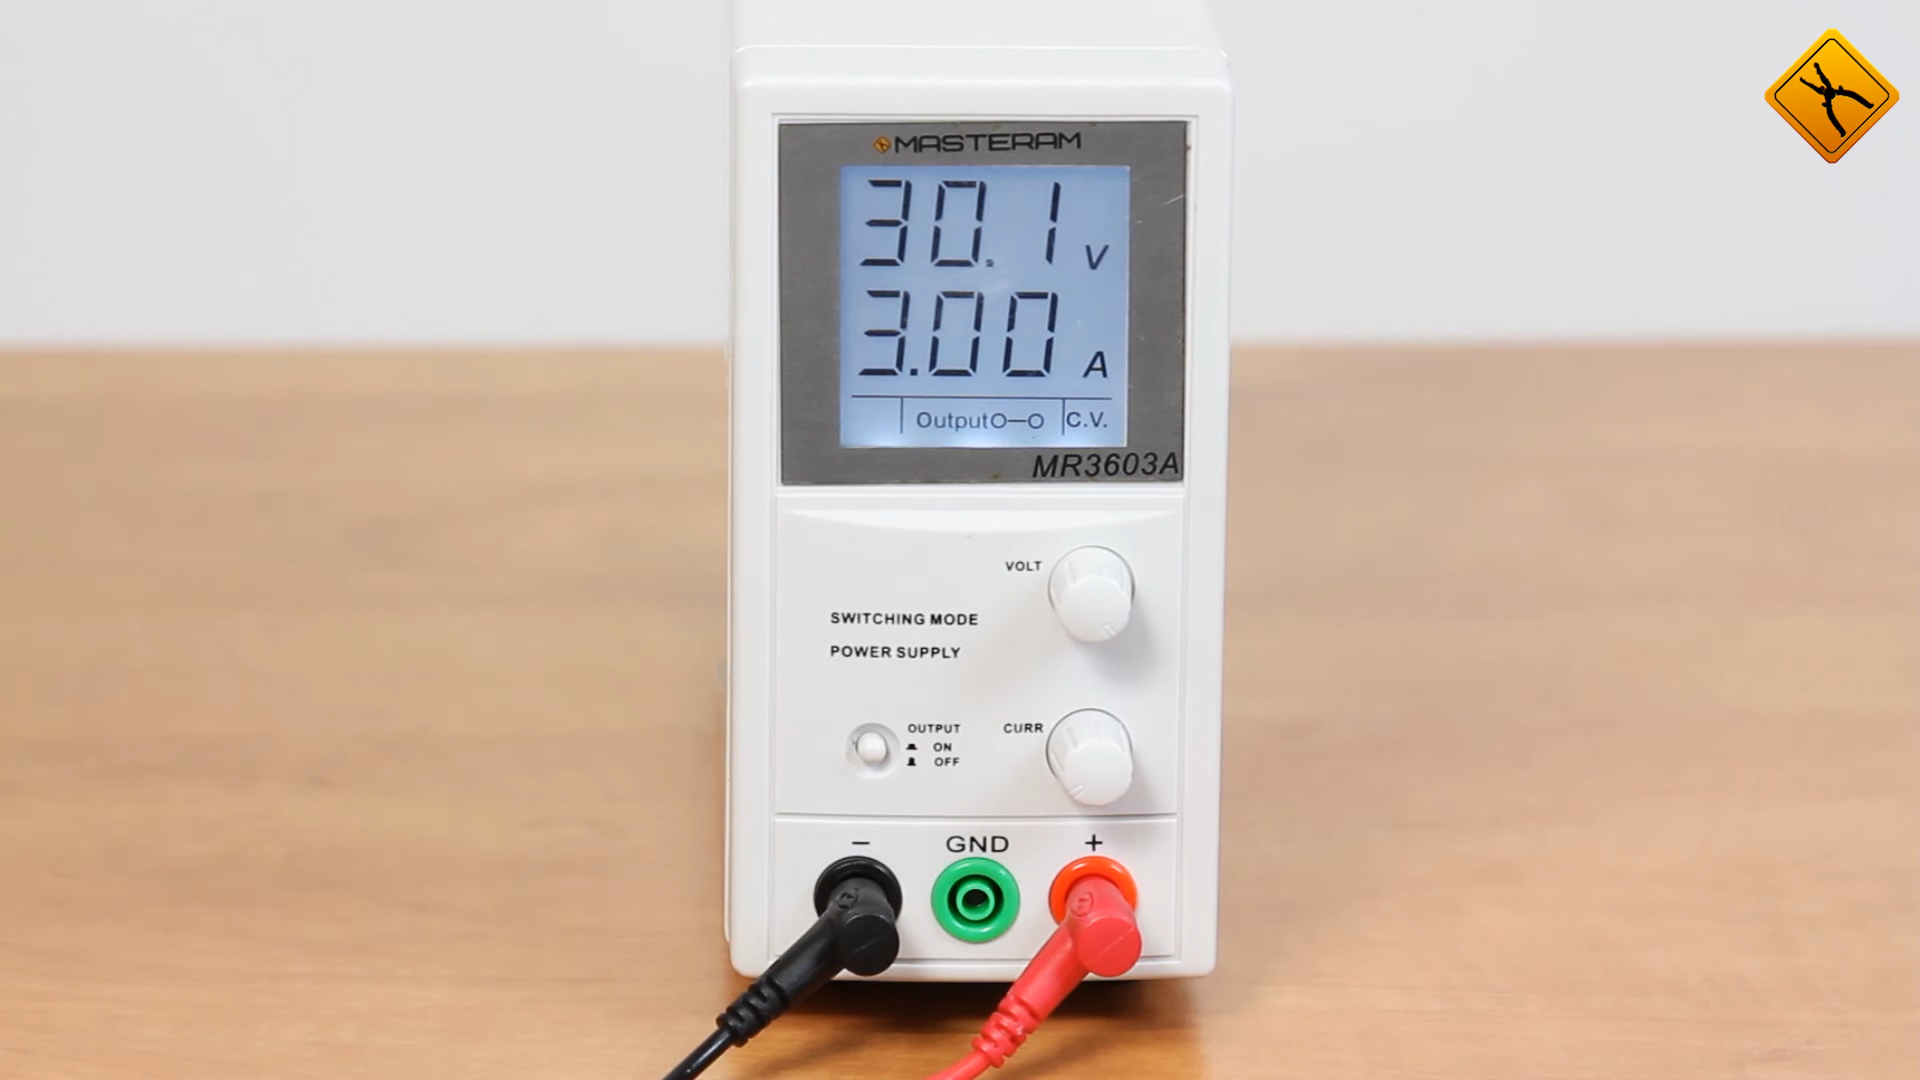 MASTERAM
30.1 V
3.00 A
Output C.V.
MR3603A
VOLT
SWITCHING MODE
POWER SUPPLY
OUTPUT
ON
OFF
CURR
− GND +